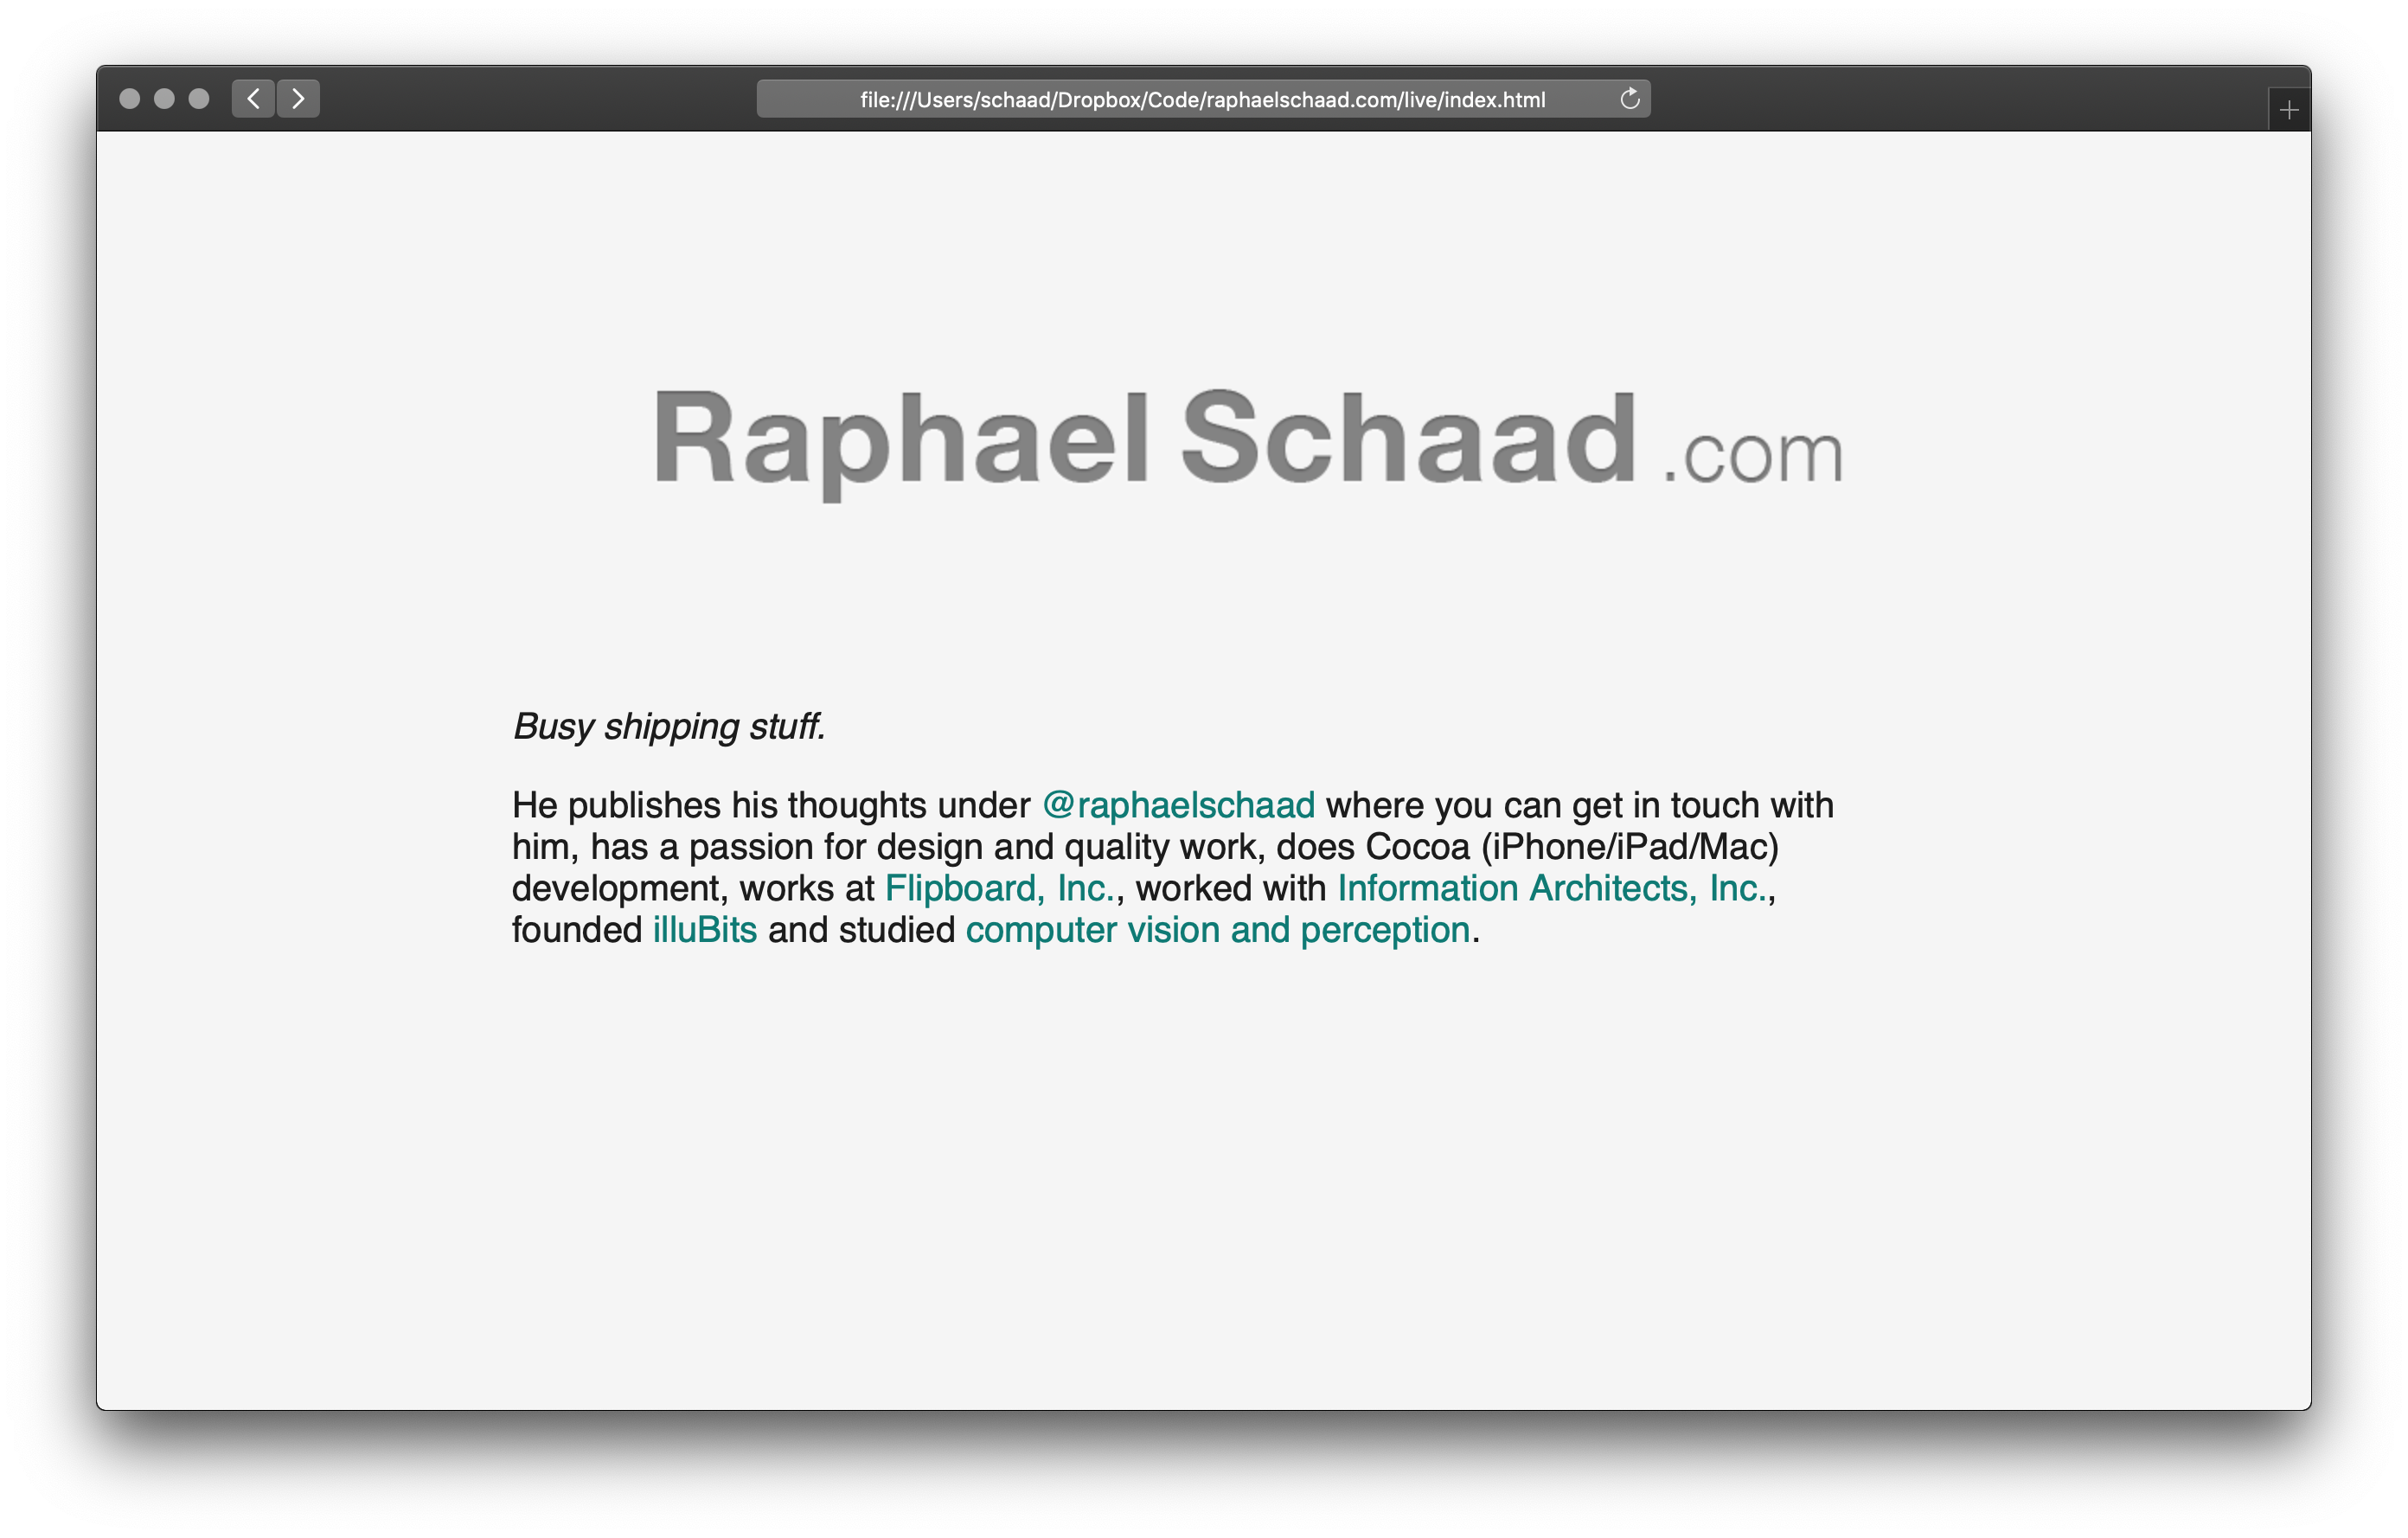 file:///Users/schaad/Dropbox/Code/raphaelschaad.com/live/index.html
Raphael Schaad .com
Busy shipping stuff.
He publishes his thoughts under @raphaelschaad where you can get in touch with
him, has a passion for design and quality work, does Cocoa (iPhone/iPad/Mac)
development, works at Flipboard, Inc., worked with Information Architects, Inc.,
founded illuBits and studied computer vision and perception.